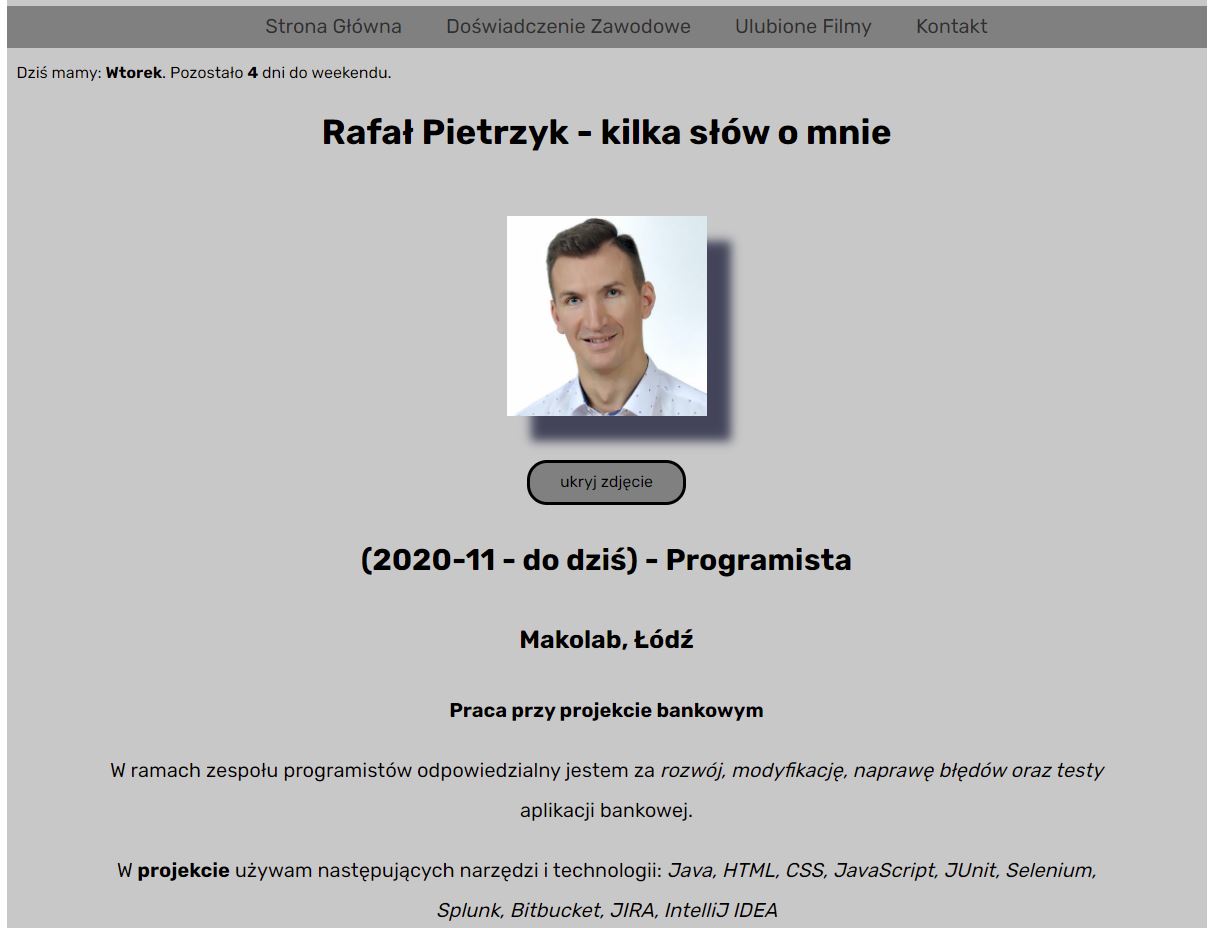 Strona Główna Doświadczenie Zawodowe Ulubione Filmy Kontakt
Dziś mamy: Wtorek. Pozostało 4 dni do weekendu.
Rafał Pietrzyk - kilka słów o mnie
ukryj zdjęcie
(2020-11 - do dziś) - Programista
Makolab, Łódź
Praca przy projekcie bankowym
W ramach zespołu programistów odpowiedzialny jestem za rozwój, modyfikację, naprawę błędów oraz testy
aplikacji bankowej.
W projekcie używam następujących narzędzi i technologii: Java, HTML, CSS, JavaScript, JUnit, Selenium,
Splunk, Bitbucket, JIRA, IntelliJ IDEA